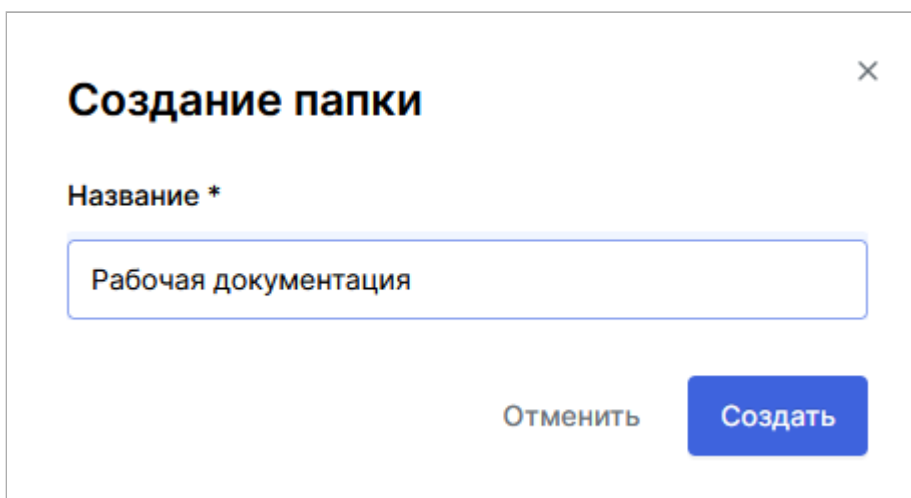 Создание папки
Название *
Рабочая документация
Отменить Создать